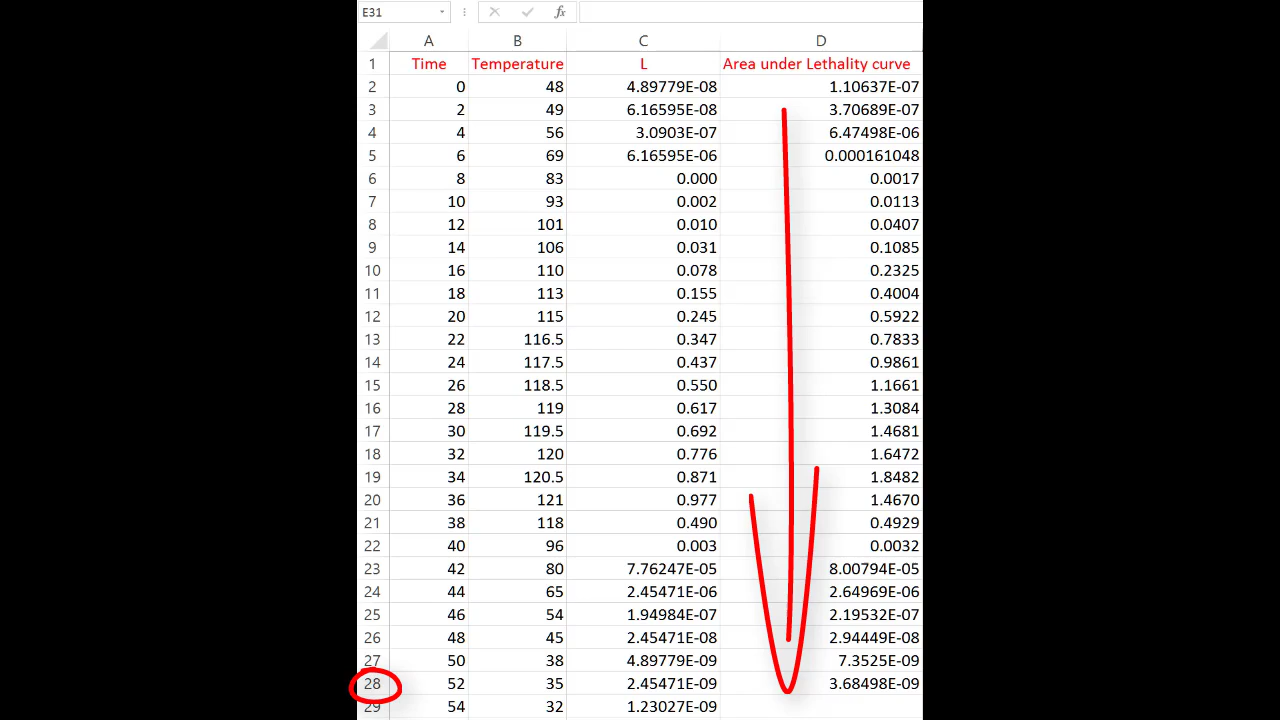 E31 fx
A B C D
1 Time Temperature L Area under Lethality curve
2 0 48 4.89779E-08 1.10637E-07
3 2 49 6.16595E-08 3.70689E-07
4 4 56 3.0903E-07 6.47498E-06
5 6 69 6.16595E-06 0.000161048
6 8 83 0.000 0.0017
7 10 93 0.002 0.0113
8 12 101 0.010 0.0407
9 14 106 0.031 0.1085
10 16 110 0.078 0.2325
11 18 113 0.155 0.4004
12 20 115 0.245 0.5922
13 22 116.5 0.347 0.7833
14 24 117.5 0.437 0.9861
15 26 118.5 0.550 1.1661
16 28 119 0.617 1.3084
17 30 119.5 0.692 1.4681
18 32 120 0.776 1.6472
19 34 120.5 0.871 1.8482
20 36 121 0.977 1.4670
21 38 118 0.490 0.4929
22 40 96 0.003 0.0032
23 42 80 7.76247E-05 8.00794E-05
24 44 65 2.45471E-06 2.64969E-06
25 46 54 1.94984E-07 2.19532E-07
26 48 45 2.45471E-08 2.94449E-08
27 50 38 4.89779E-09 7.3525E-09
28 52 35 2.45471E-09 3.68498E-09
29 54 32 1.23027E-09